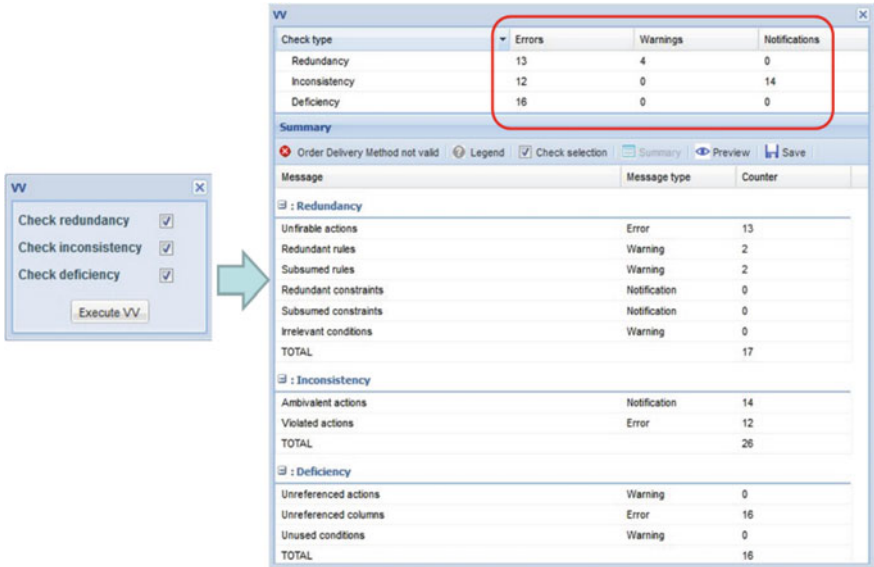 VV
Check redundancy
Check inconsistency
Check deficiency
Execute VV
VV
Check type Errors Warnings Notifications
Redundancy 13 4 0
Inconsistency 12 0 14
Deficiency 16 0 0
Summary
Order Delivery Method not valid Legend Check selection Summary Preview Save
Message Message type Counter
: Redundancy
Unfirable actions Error 13
Redundant rules Warning 2
Subsumed rules Warning 2
Redundant constraints Notification 0
Subsumed constraints Notification 0
Irrelevant conditions Warning 0
TOTAL 17
: Inconsistency
Ambivalent actions Notification 14
Violated actions Error 12
TOTAL 26
: Deficiency
Unreferenced actions Warning 0
Unreferenced columns Error 16
Unused conditions Warning 0
TOTAL 16